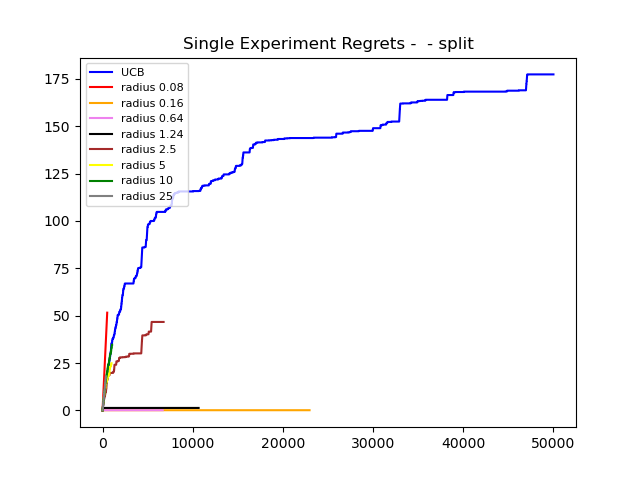 Single Experiment Regrets -  - split
UCB
radius 0.08
radius 0.16
radius 0.64
radius 1.24
radius 2.5
radius 5
radius 10
radius 25
175
150
125
100
75
50
25
0
0 10000 20000 30000 40000 50000